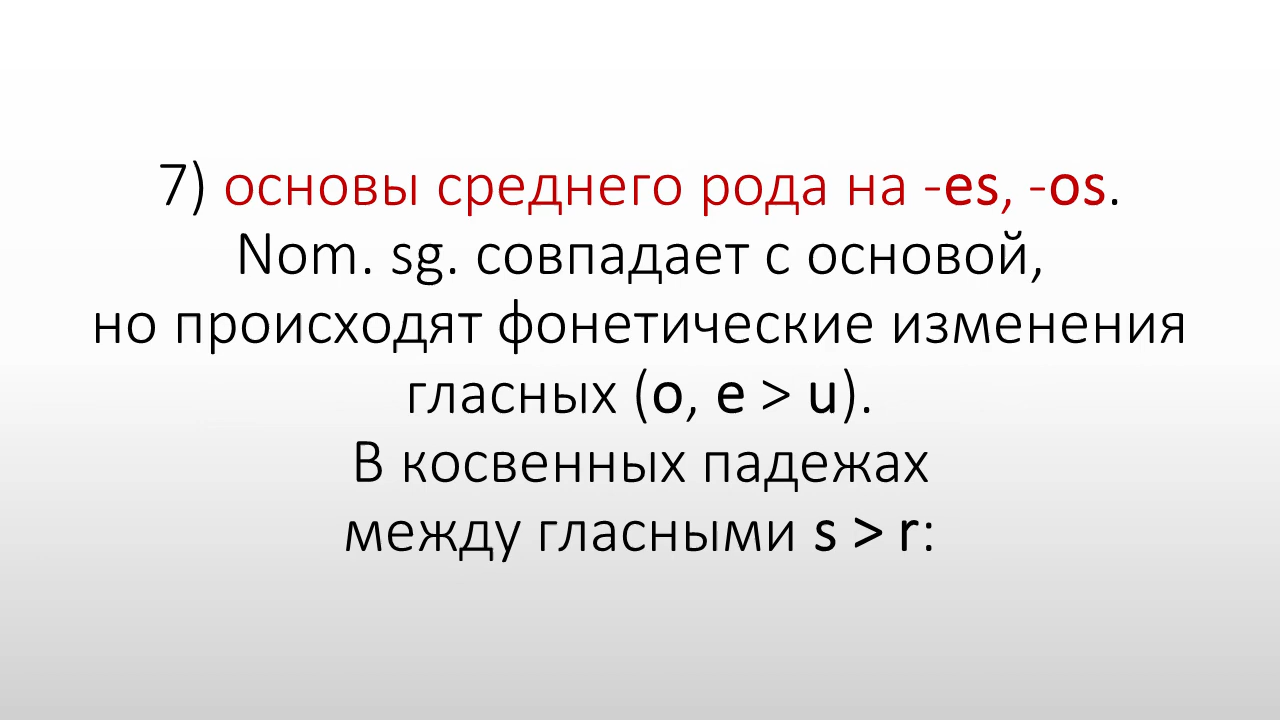 7) основы среднего рода на -es, -os.
Nom. sg. совпадает с основой,
но происходят фонетические изменения
гласных (o, e > u).
В косвенных падежах
между гласными s > r: